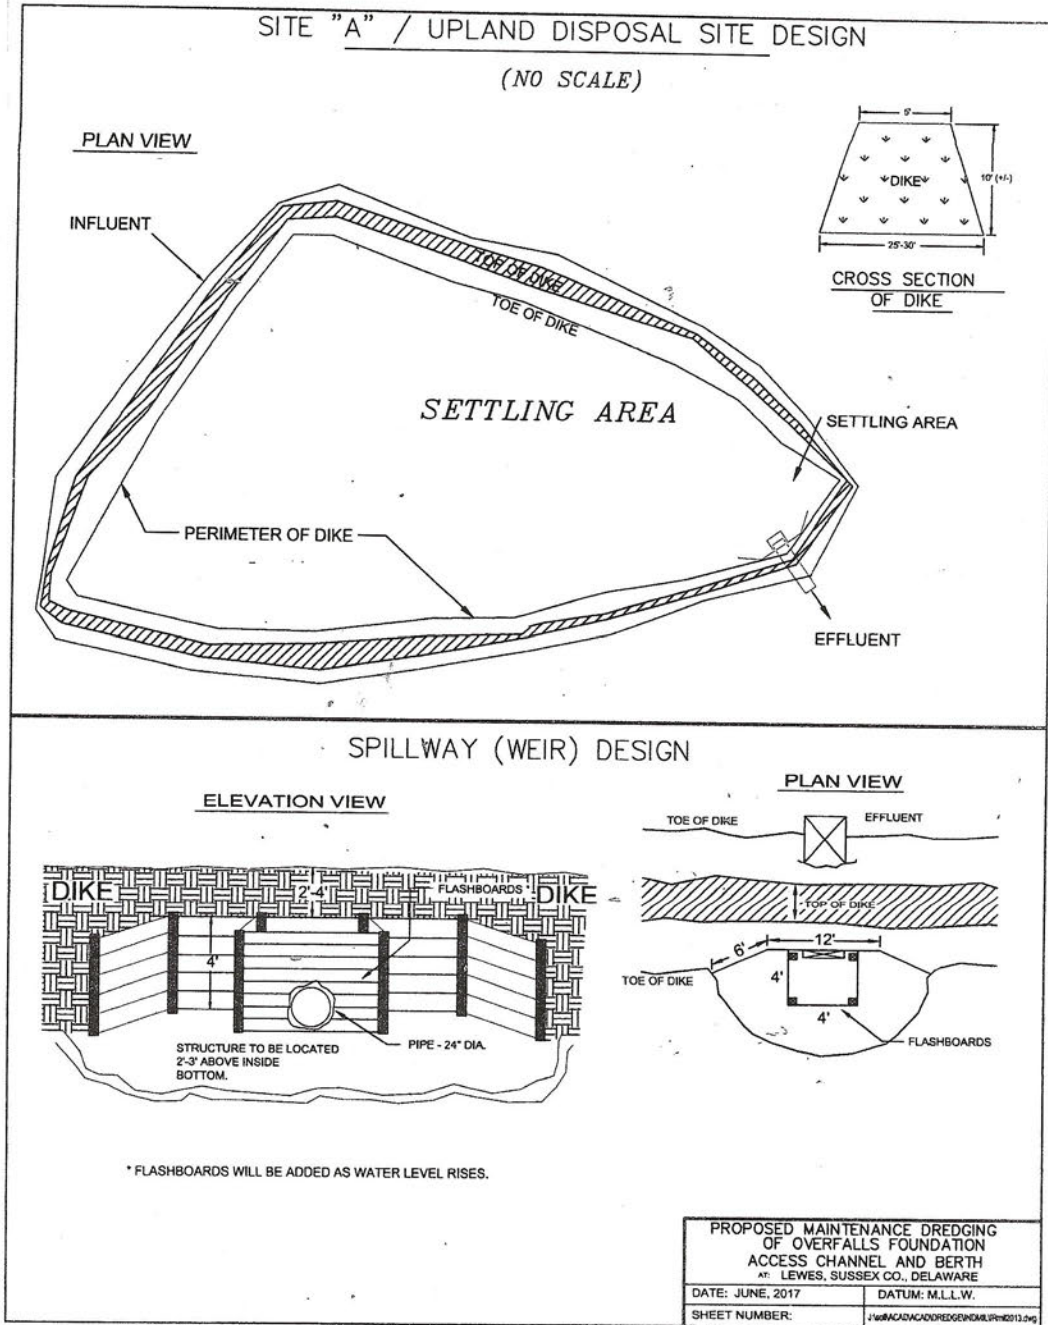 SITE "A" / UPLAND DISPOSAL SITE DESIGN
(NO SCALE)
PLAN VIEW
INFLUENT
TOE OF DIKE
TOE OF DIKE
SETTLING AREA
SETTLING AREA
PERIMETER OF DIKE
EFFLUENT
DIKE
10' (+/-)
25'-30'
CROSS SECTION
OF DIKE
SPILLWAY (WEIR) DESIGN
ELEVATION VIEW
DIKE
2'-4'
FLASHBOARDS *
DIKE
4'
STRUCTURE TO BE LOCATED
2'-3' ABOVE INSIDE
BOTTOM.
PIPE - 24" DIA.
* FLASHBOARDS WILL BE ADDED AS WATER LEVEL RISES.
PLAN VIEW
TOE OF DIKE
EFFLUENT
TOP OF DIKE
6'
12'
TOE OF DIKE
4'
4'
FLASHBOARDS
PROPOSED MAINTENANCE DREDGING
OF OVERFALLS FOUNDATION
ACCESS CHANNEL AND BERTH
AT: LEWES, SUSSEX CO., DELAWARE
DATE: JUNE, 2017
DATUM: M.L.L.W.
SHEET NUMBER: